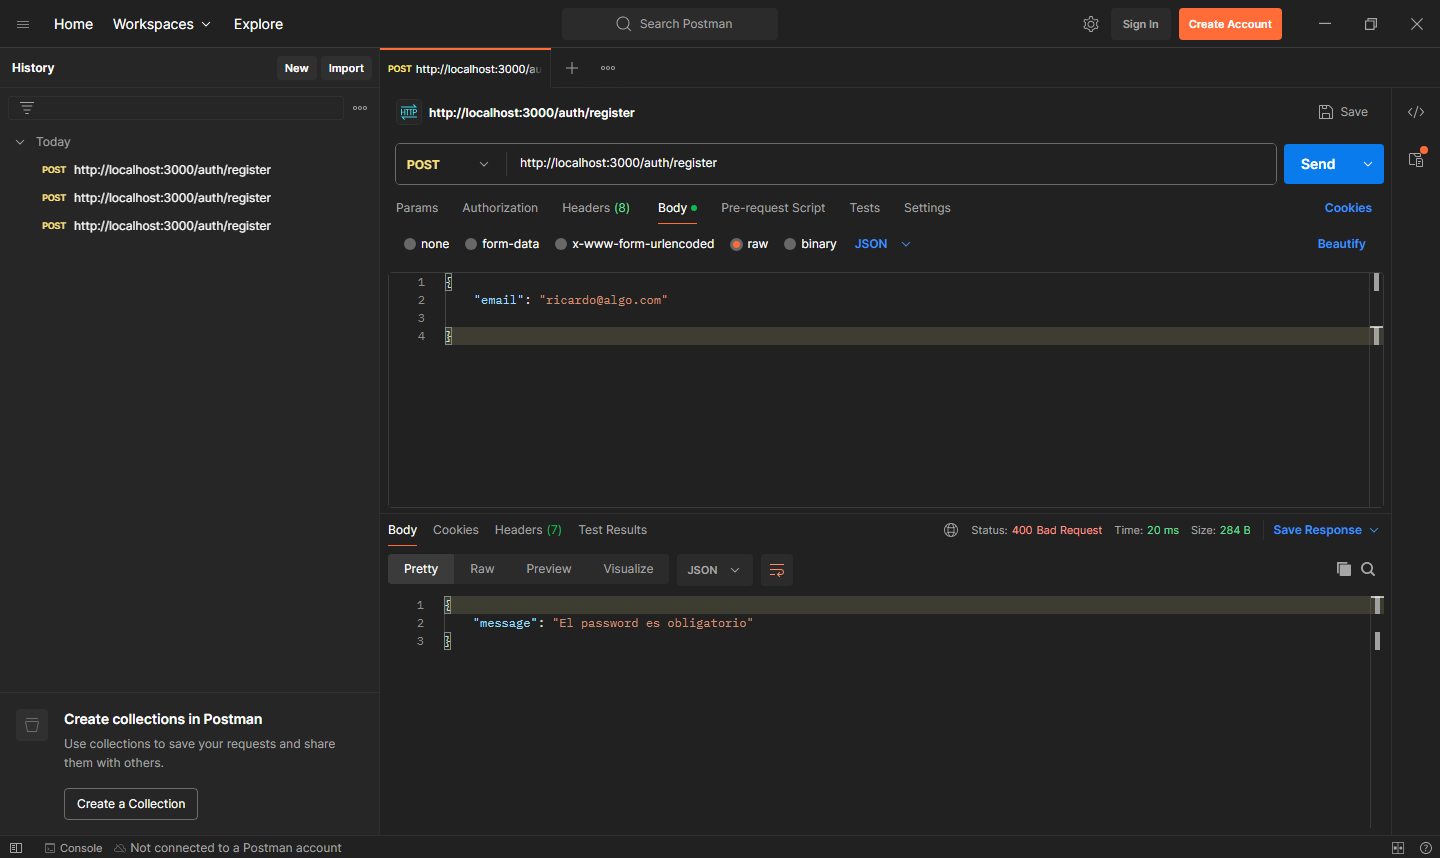 Home Workspaces Explore Search Postman Sign In Create Account
History New Import
POST http://localhost:3000/au
http://localhost:3000/auth/register Save
Today
POST http://localhost:3000/auth/register
POST http://localhost:3000/auth/register
POST http://localhost:3000/auth/register
POST http://localhost:3000/auth/register Send
Params Authorization Headers (8) Body Pre-request Script Tests Settings Cookies
none form-data x-www-form-urlencoded raw binary JSON Beautify
1 {
2 "email": "ricardo@algo.com"
3
4 }
Body Cookies Headers (7) Test Results Status: 400 Bad Request Time: 20 ms Size: 284 B Save Response
Pretty Raw Preview Visualize JSON
1 {
2 "message": "El password es obligatorio"
3 }
Create collections in Postman
Use collections to save your requests and share
them with others.
Create a Collection
Console Not connected to a Postman account